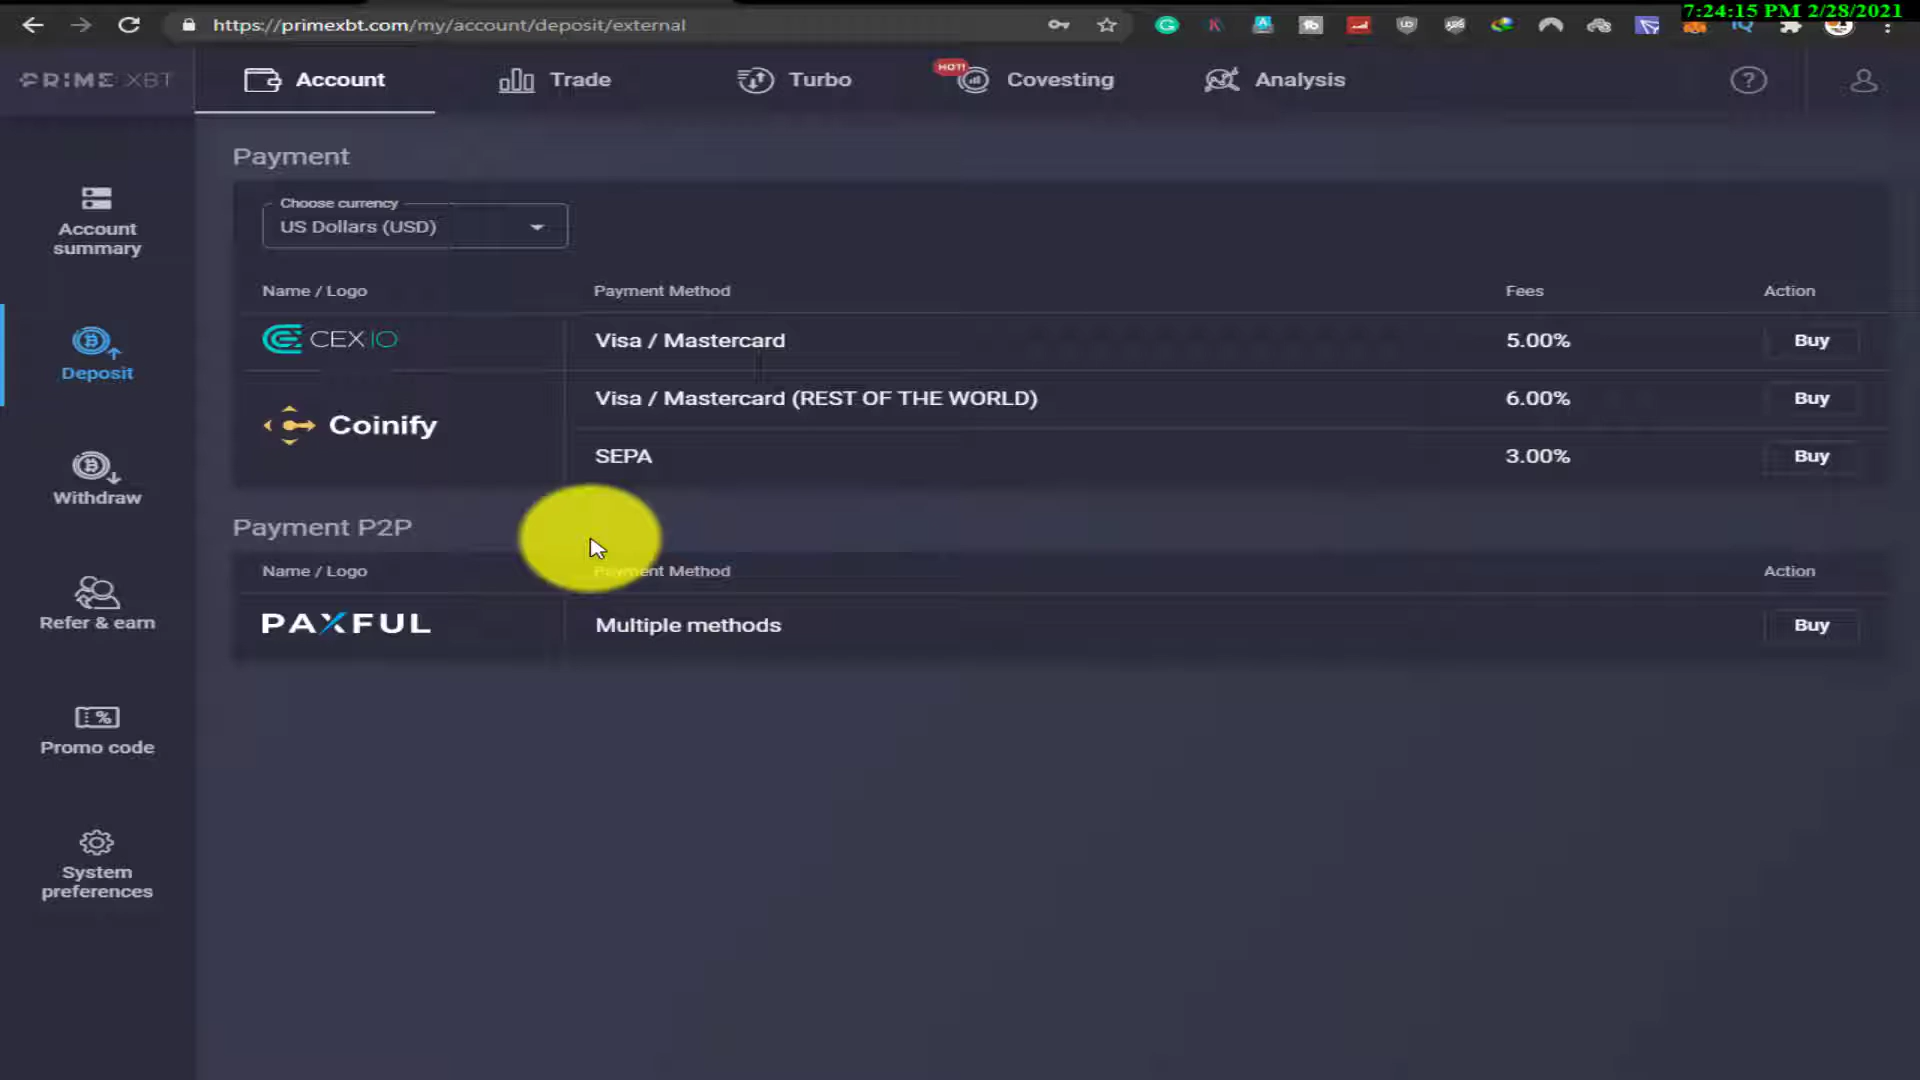 7:24:15 PM 2/28/2021
https://primexbt.com/my/account/deposit/external
PRIME XBT
Account
Trade
Turbo
HOT!
Covesting
Analysis
?
Payment
Choose currency
US Dollars (USD)
Name / Logo
Payment Method
Fees
Action
CEX.IO
Visa / Mastercard
5.00%
Buy
Coinify
Visa / Mastercard (REST OF THE WORLD)
6.00%
Buy
SEPA
3.00%
Buy
Payment P2P
Name / Logo
Payment Method
Action
PAXFUL
Multiple methods
Buy
Account
summary
Deposit
Withdraw
Refer & earn
Promo code
System
preferences